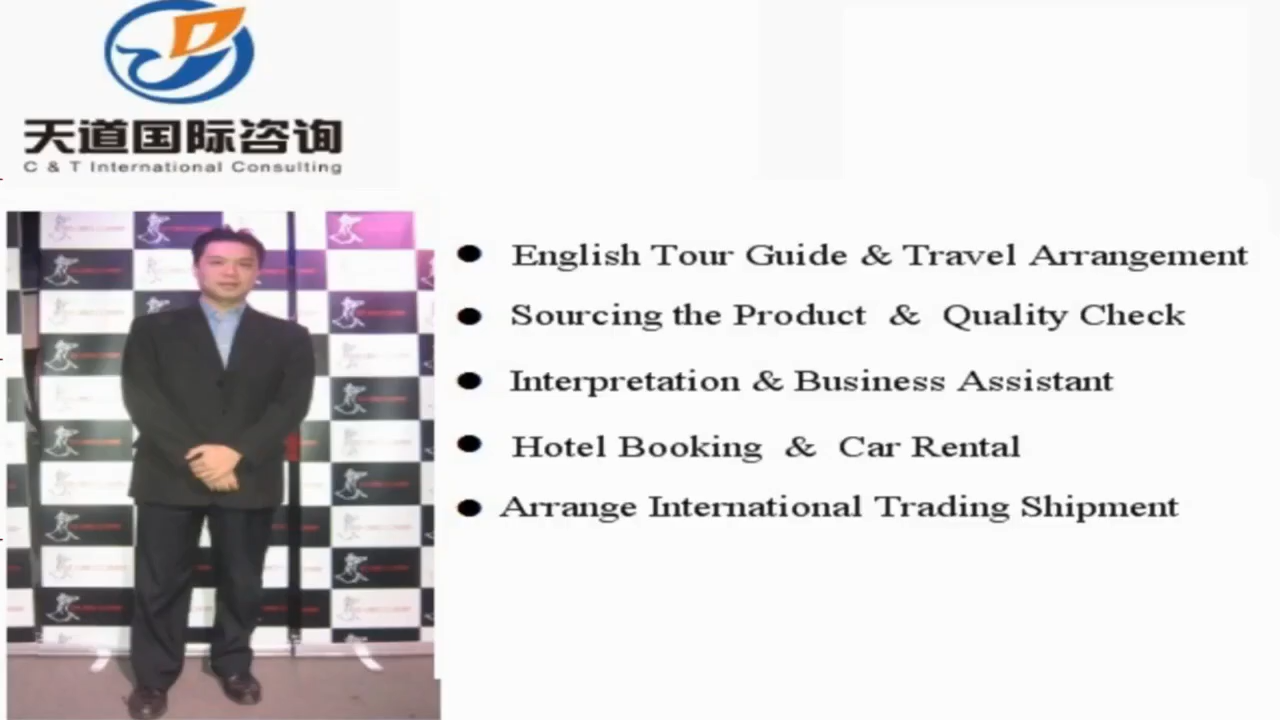 天道国际咨询
C & T International Consulting
● English Tour Guide & Travel Arrangement
● Sourcing the Product & Quality Check
● Interpretation & Business Assistant
● Hotel Booking & Car Rental
● Arrange International Trading Shipment